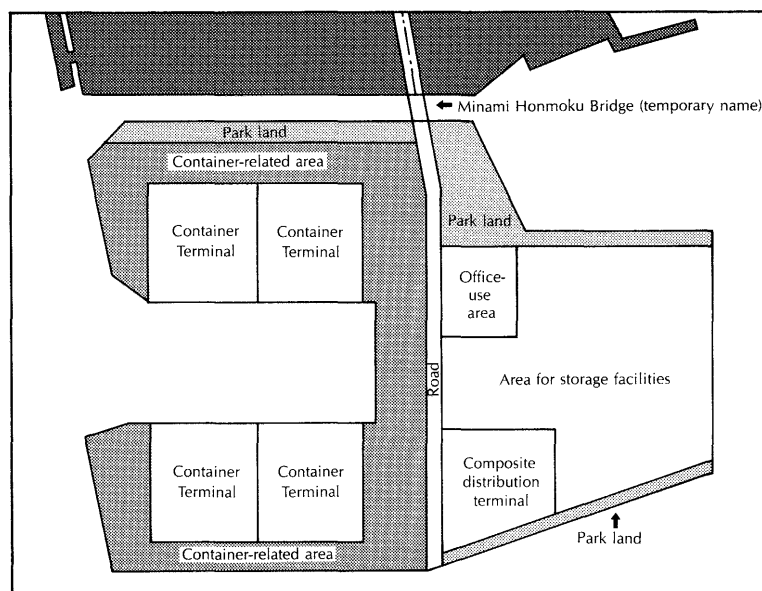 Minami Honmoku Bridge (temporary name)
Park land
Container-related area
Container
Terminal
Container
Terminal
Park land
Office-
use
area
Road
Area for storage facilities
Container
Terminal
Container
Terminal
Composite
distribution
terminal
Container-related area
Park land